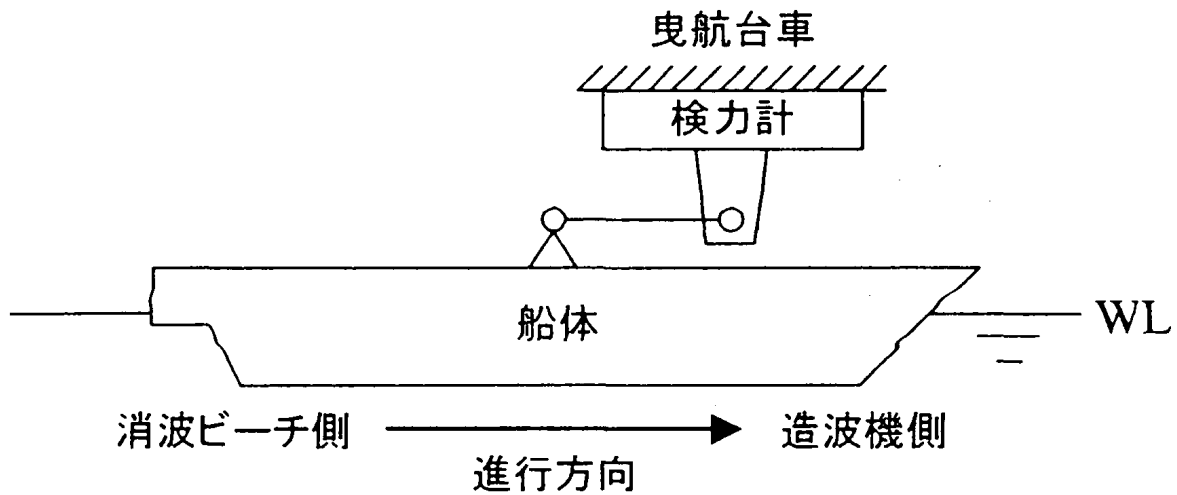 曳航台車
検力計
船体
WL
消波ビーチ側
造波機側
進行方向